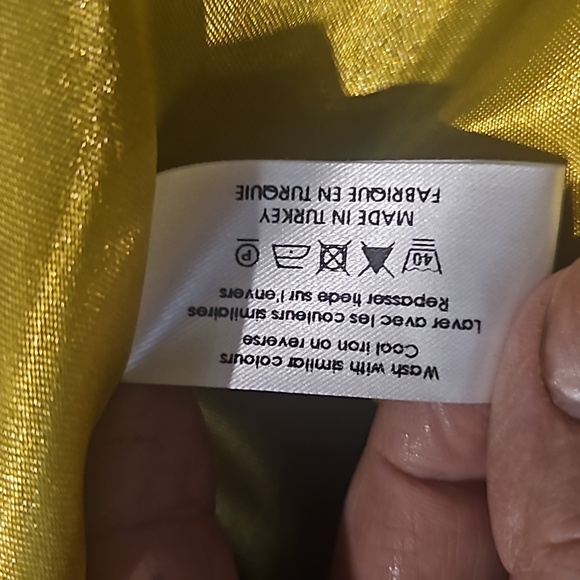 Wash with similar colours
Cool iron on reverse
Laver avec les couleurs similaires
Repasser tiede sur l'envers
40 P
MADE IN TURKEY
FABRIQUE EN TURQUIE